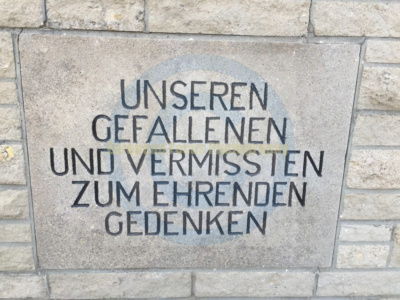 UNSEREN
GEFALLENEN
UND VERMISSTEN
ZUM EHRENDEN
GEDENKEN